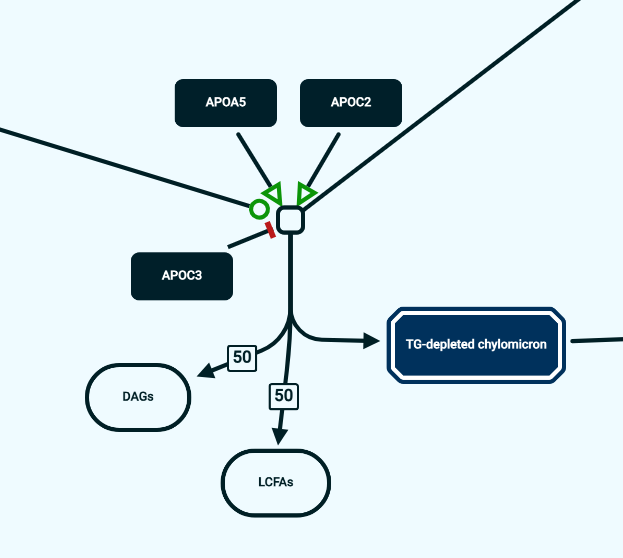 APOA5
APOC2
APOC3
TG-depleted chylomicron
50
DAGs
50
LCFAs